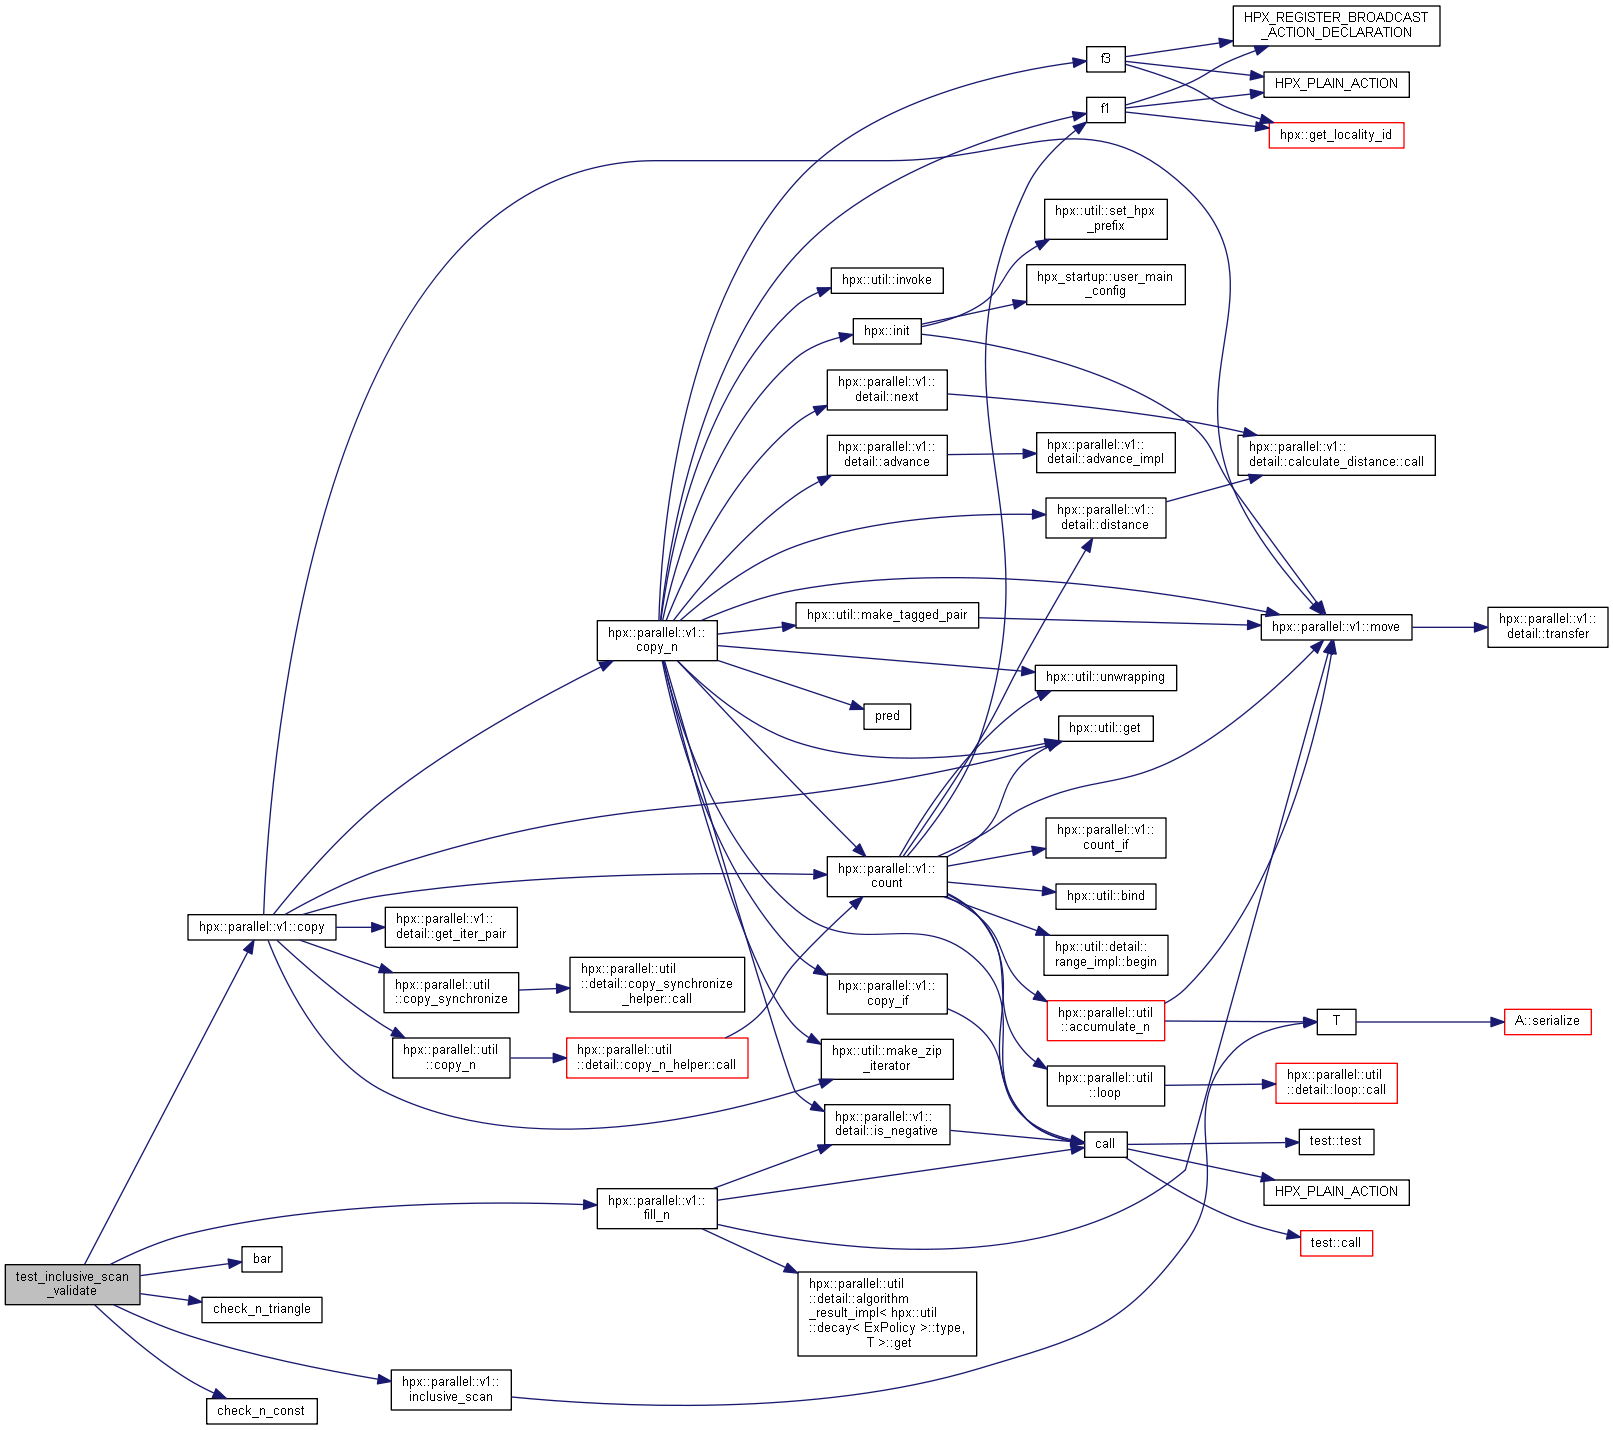 HPX_REGISTER_BROADCAST
_ACTION_DECLARATION
f3
HPX_PLAIN_ACTION
f1
hpx::get_locality_id
hpx::util::set_hpx
_prefix
hpx::util::invoke
hpx_startup::user_main
_config
hpx::init
hpx::parallel::v1::
detail::next
hpx::parallel::v1::
detail::advance
hpx::parallel::v1::
detail::advance_impl
hpx::parallel::v1::
detail::calculate_distance::call
hpx::parallel::v1::
detail::distance
hpx::util::make_tagged_pair
hpx::parallel::v1::move
hpx::parallel::v1::
detail::transfer
hpx::parallel::v1::
copy_n
hpx::util::unwrapping
pred
hpx::util::get
hpx::parallel::v1::
count_if
hpx::parallel::v1::
count
hpx::util::bind
hpx::parallel::v1::copy
hpx::parallel::v1::
detail::get_iter_pair
hpx::util::detail::
range_impl::begin
hpx::parallel::util
::copy_synchronize
hpx::parallel::util
::detail::copy_synchronize
_helper::call
hpx::parallel::v1::
copy_if
hpx::parallel::util
::accumulate_n
T
A::serialize
hpx::parallel::util
::copy_n
hpx::parallel::util
::detail::copy_n_helper::call
hpx::util::make_zip
_iterator
hpx::parallel::util
::loop
hpx::parallel::util
::detail::loop::call
hpx::parallel::v1::
detail::is_negative
call
test::test
HPX_PLAIN_ACTION
test::call
hpx::parallel::v1::
fill_n
bar
test_inclusive_scan
_validate
check_n_triangle
hpx::parallel::util
::detail::algorithm
_result_impl< hpx::util
::decay< ExPolicy >::type,
T >::get
hpx::parallel::v1::
inclusive_scan
check_n_const